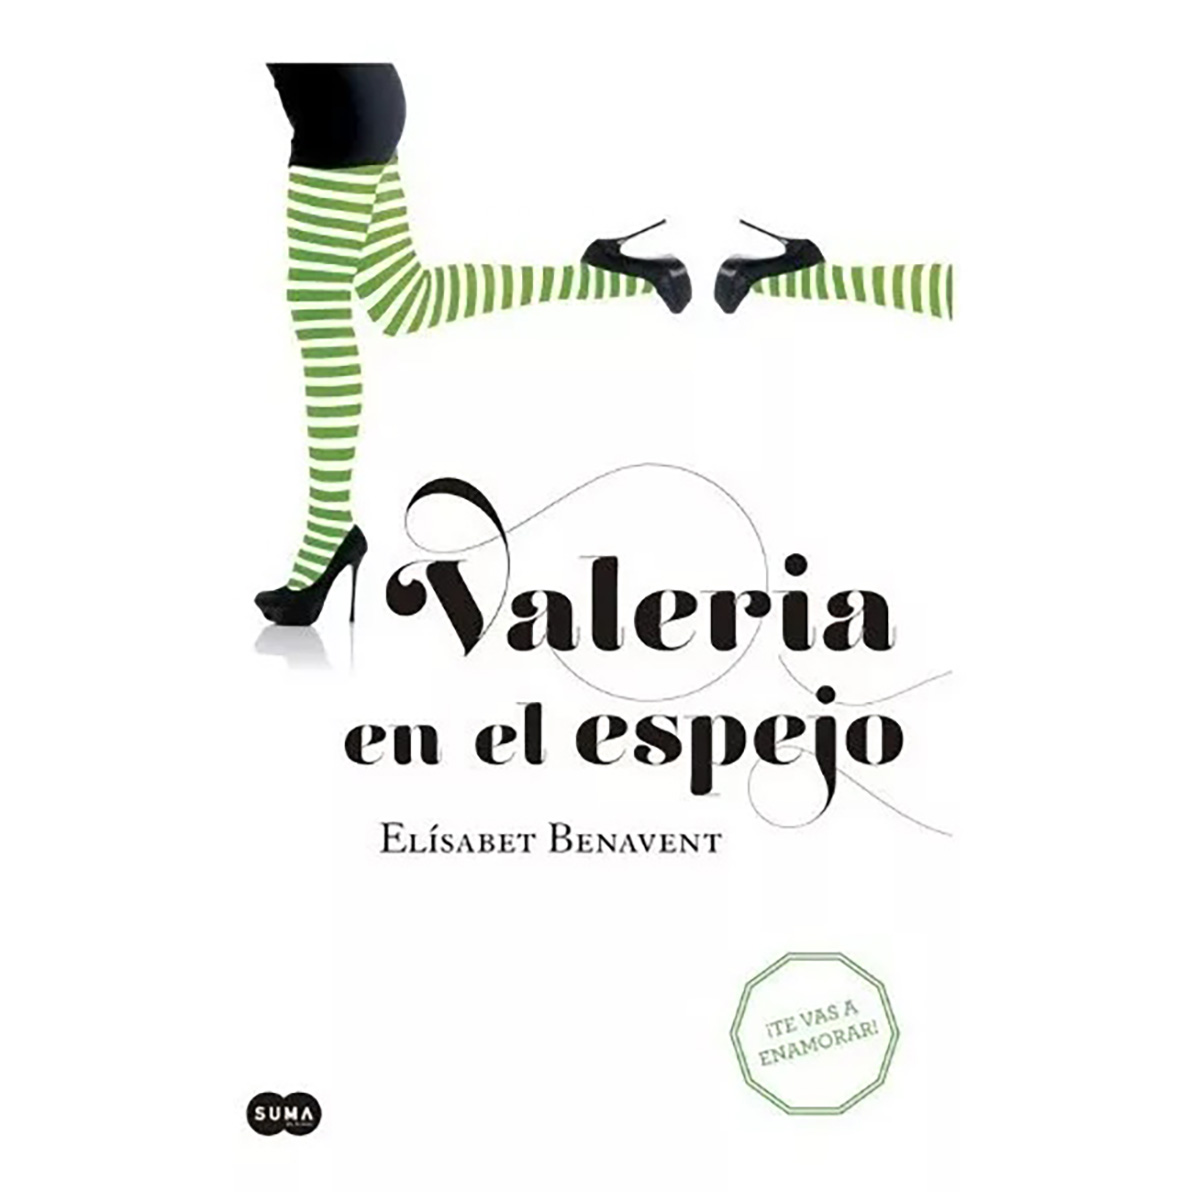 Valeria
en el espejo
ELÍSABET BENAVENT
¡TE VAS A
ENAMORAR!
SUMA